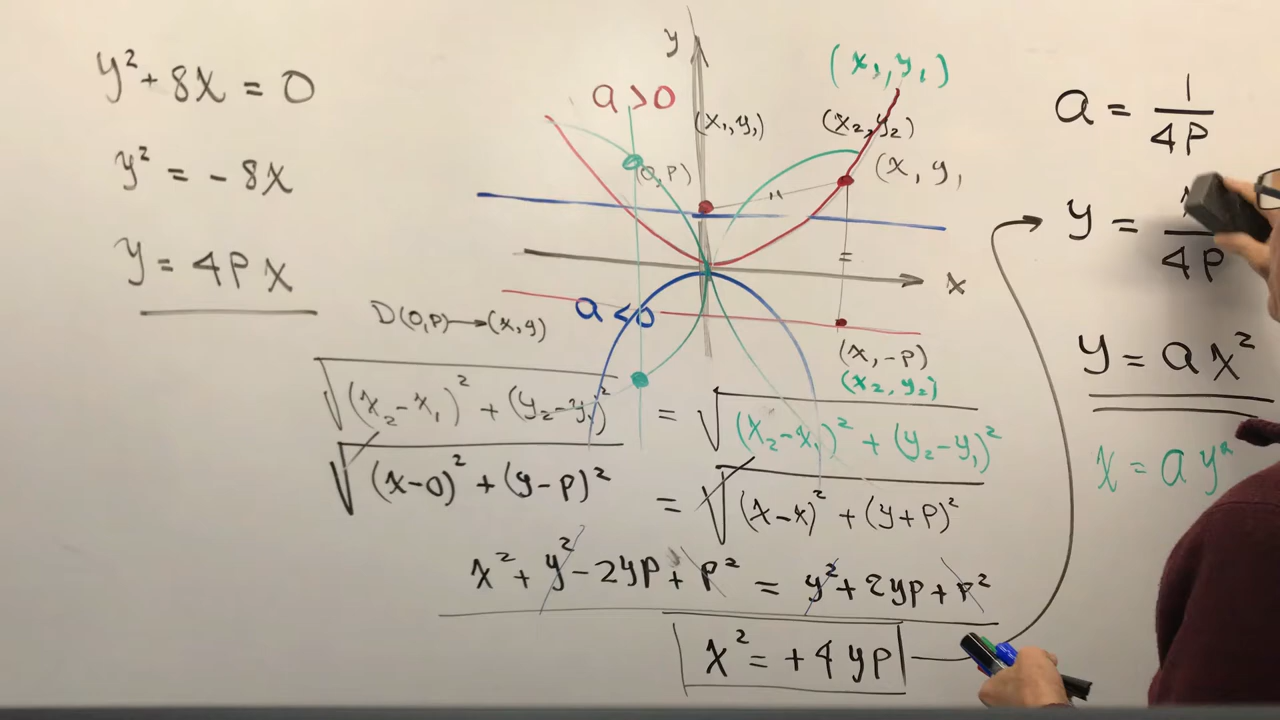 y² + 8x = 0
y² = - 8x
y = 4px
y
a > 0
(x₁, y₁)
(x₁, y₁)
(x₂, y₂)
(0, p)
(x, y,
=
x
a < 0
D(0,p) → (x, y)
(x, -p)
(x₂, y₂)
√(x₂-x₁)² + (y₂-y₁)² = √(x₂-x₁)² + (y₂-y₁)²
√(x-0)² + (y-p)² = √(x-x)² + (y+p)²
x² + y² - 2yp + p² = y² + 2yp + p²
x² = +4yp
a = 1/4p
y = /4p
y = ax²
x = ay²